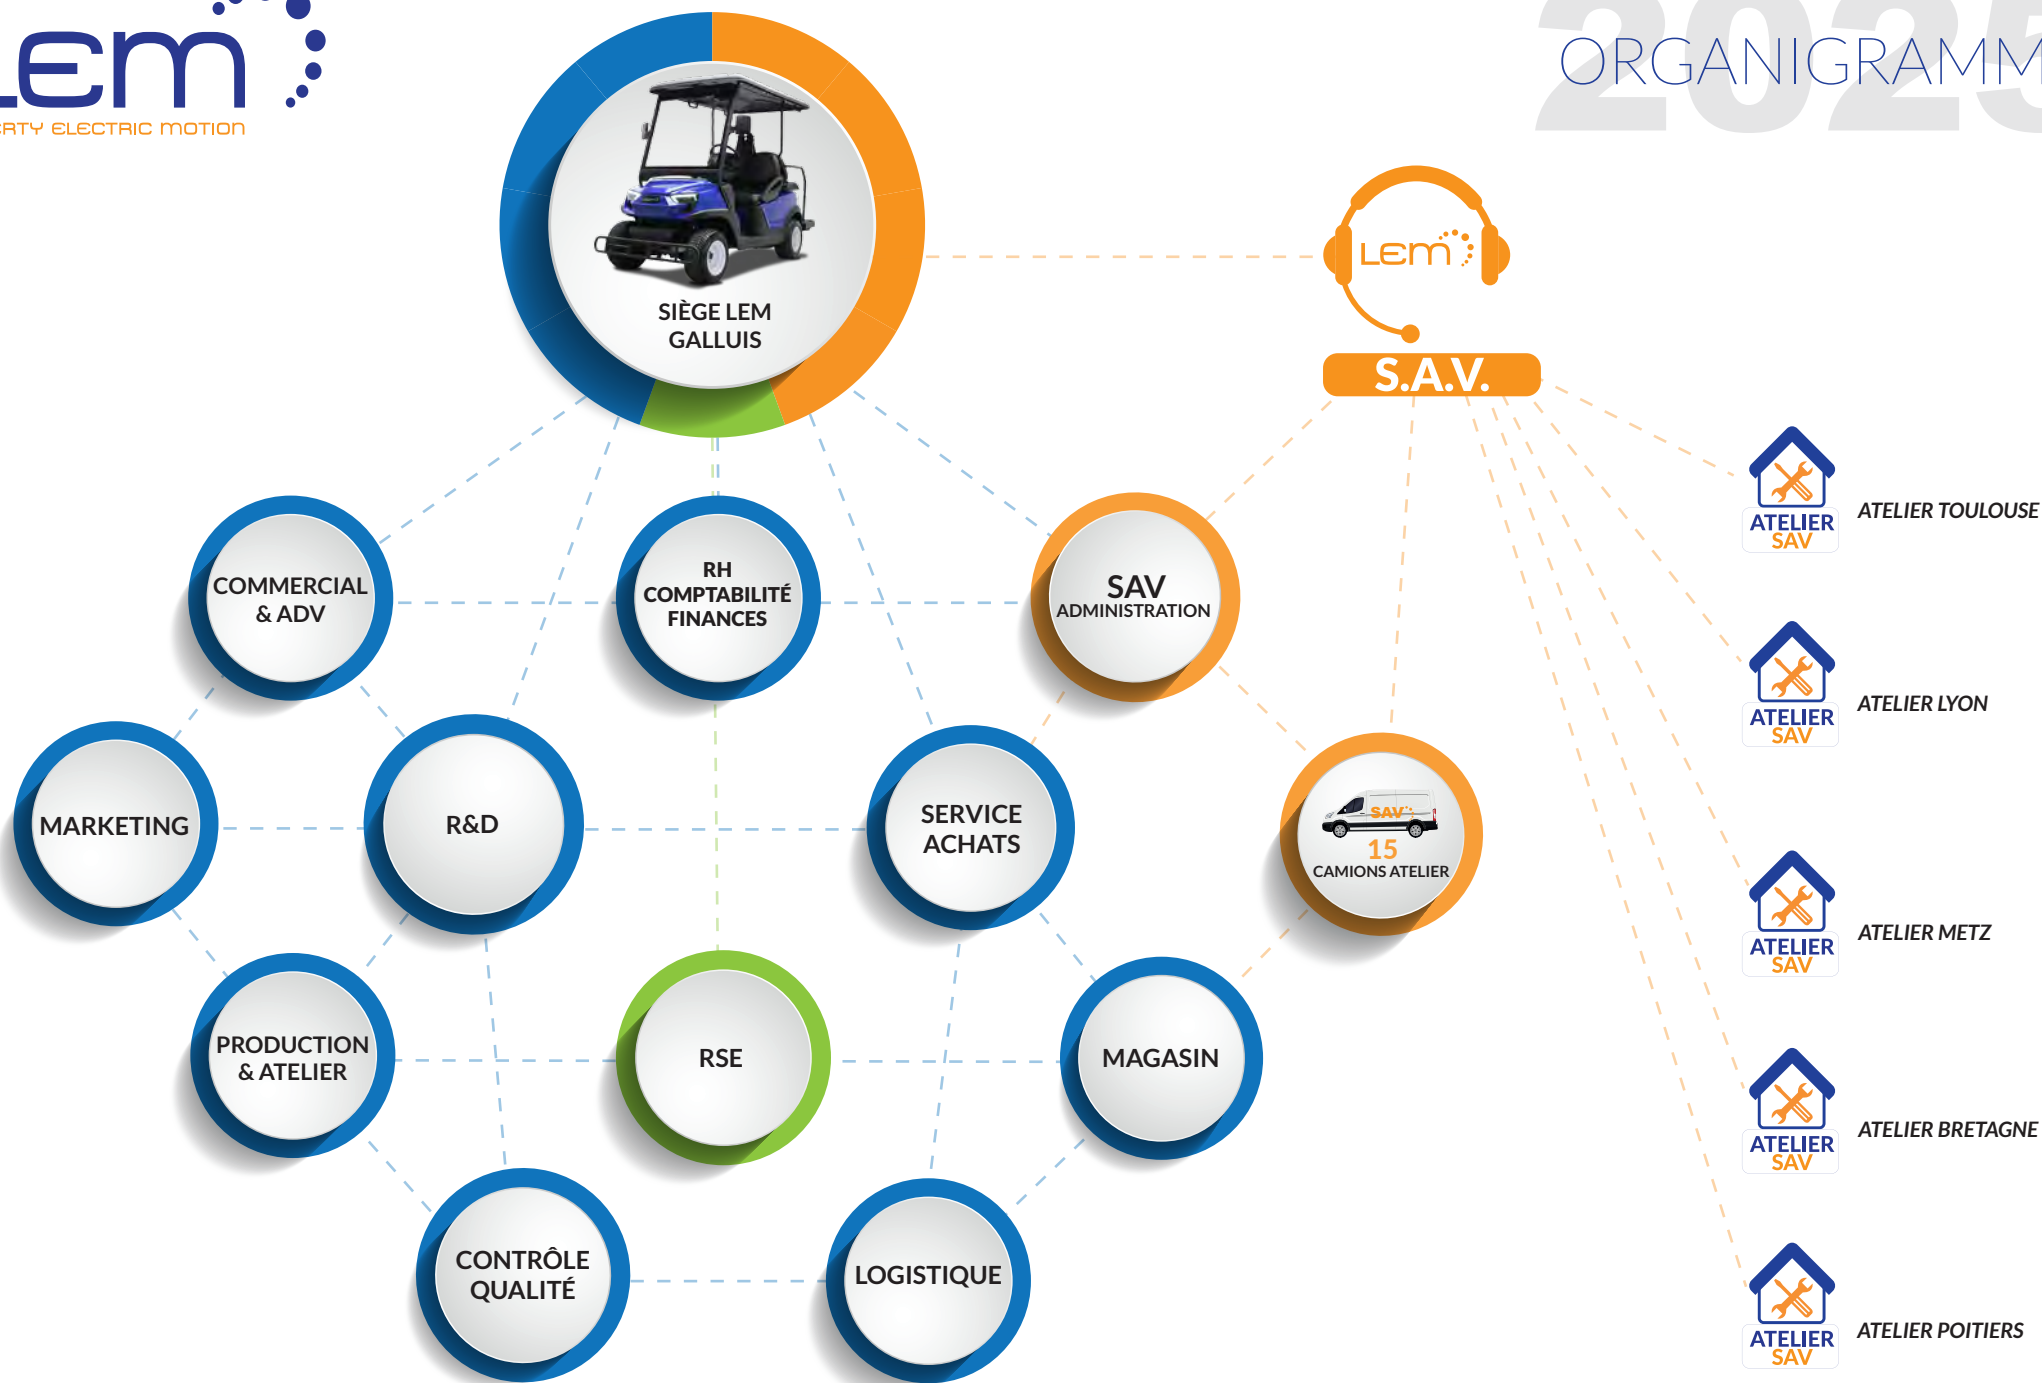 Lem
ERTY ELECTRIC MOTION
2025
ORGANIGRAMM
SIÈGE LEM
GALLUIS
LEM
S.A.V.
ATELIER
SAV
ATELIER TOULOUSE
COMMERCIAL
& ADV
RH
COMPTABILITÉ
FINANCES
SAV
ADMINISTRATION
ATELIER
SAV
ATELIER LYON
MARKETING
R&D
SERVICE
ACHATS
SAV
15
CAMIONS ATELIER
ATELIER
SAV
ATELIER METZ
PRODUCTION
& ATELIER
RSE
MAGASIN
ATELIER
SAV
ATELIER BRETAGNE
CONTRÔLE
QUALITÉ
LOGISTIQUE
ATELIER
SAV
ATELIER POITIERS